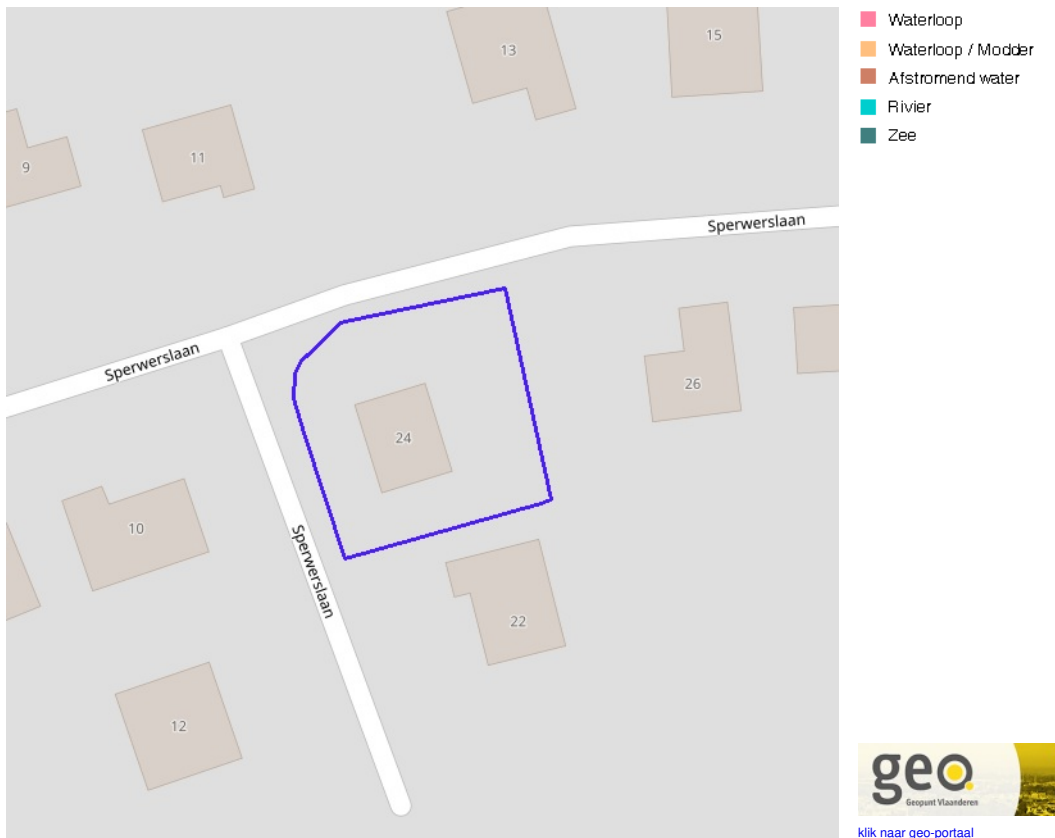 13
15
11
9
Sperwerslaan
Sperwerslaan
26
24
10
Sperwerslaan
22
12
Waterloop
Waterloop / Modder
Afstromend water
Rivier
Zee
geo.
Geopunt Vlaanderen
klik naar geo-portaal